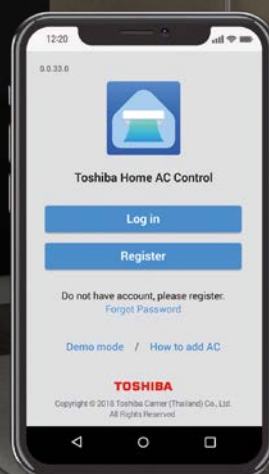 12:20
0.0.33.0
Toshiba Home AC Control
Log in
Register
Do not have account, please register.
Forgot Password
Demo mode / How to add AC
TOSHIBA
Copyright © 2018 Toshiba Carrier (Thailand) Co., Ltd.
All Rights Reserved